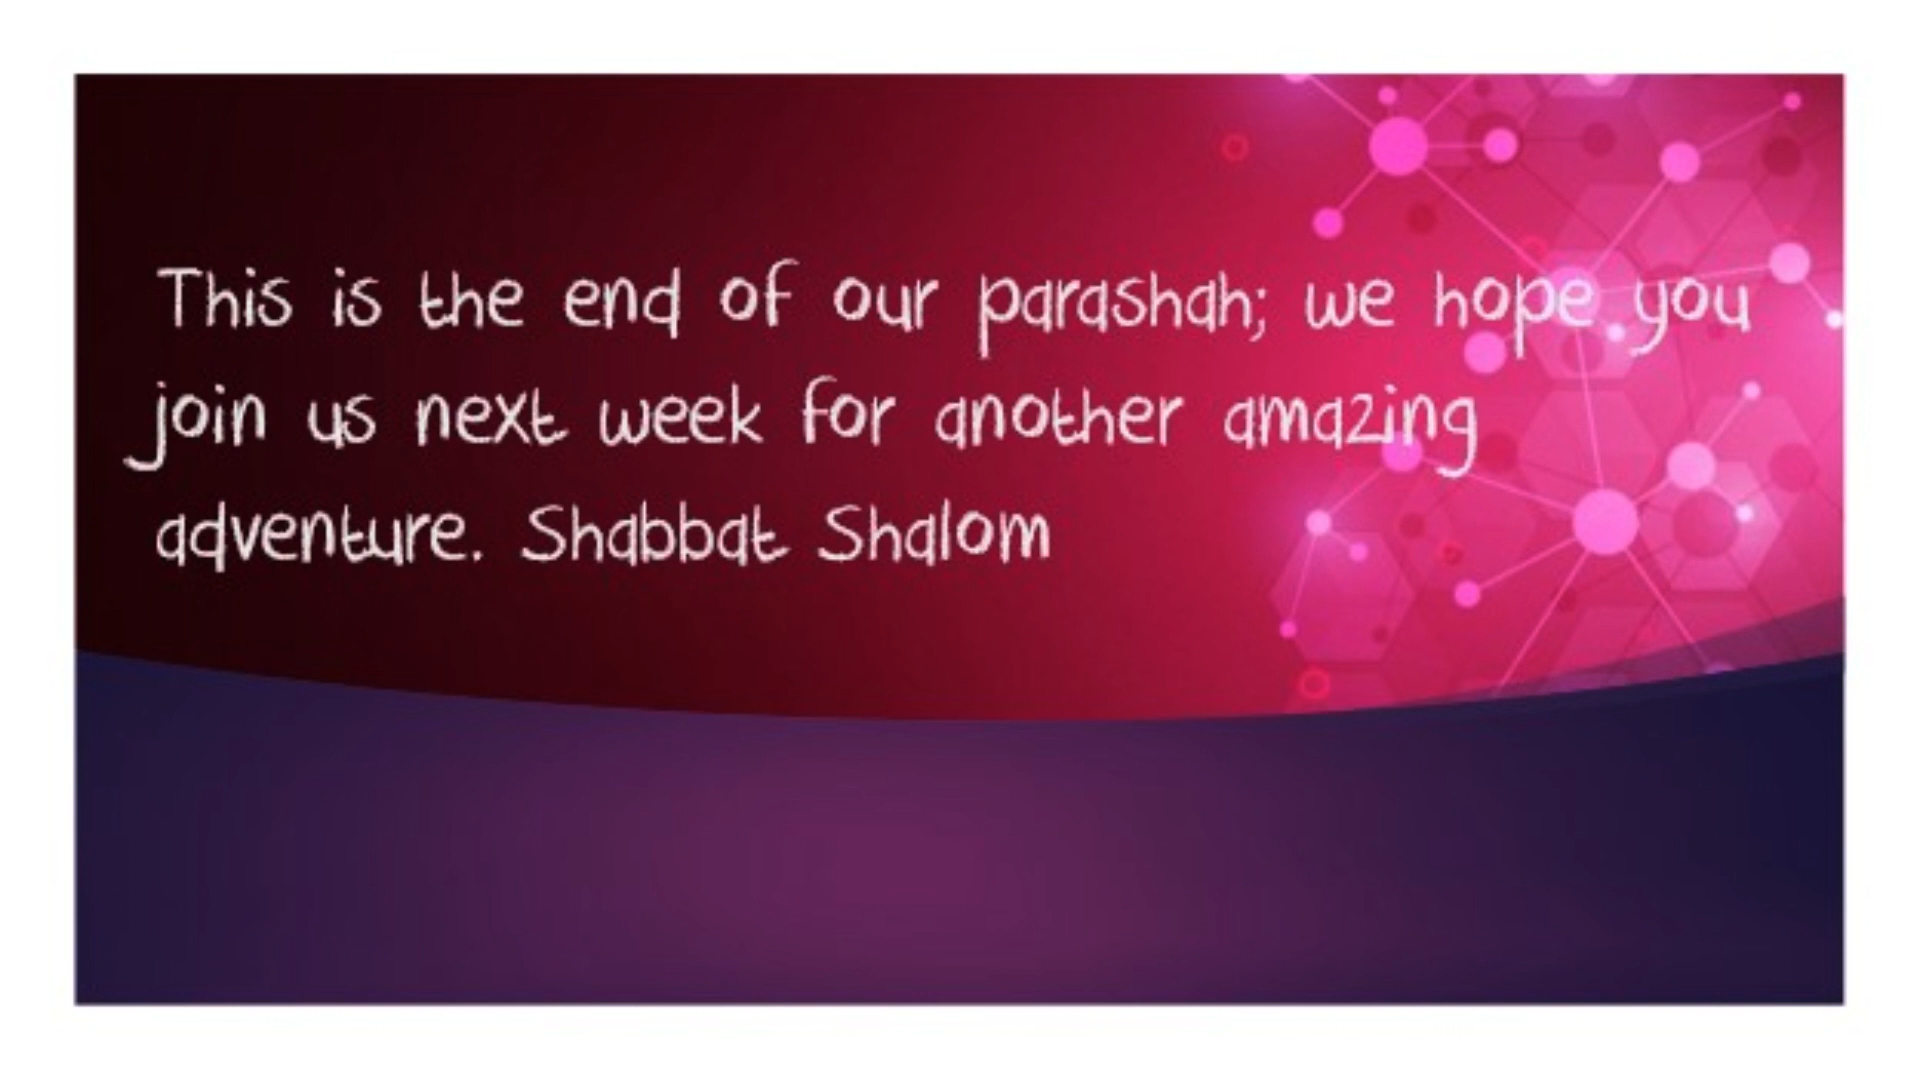 This is the end of our parashah; we hope you
join us next week for another amazing
adventure. Shabbat Shalom